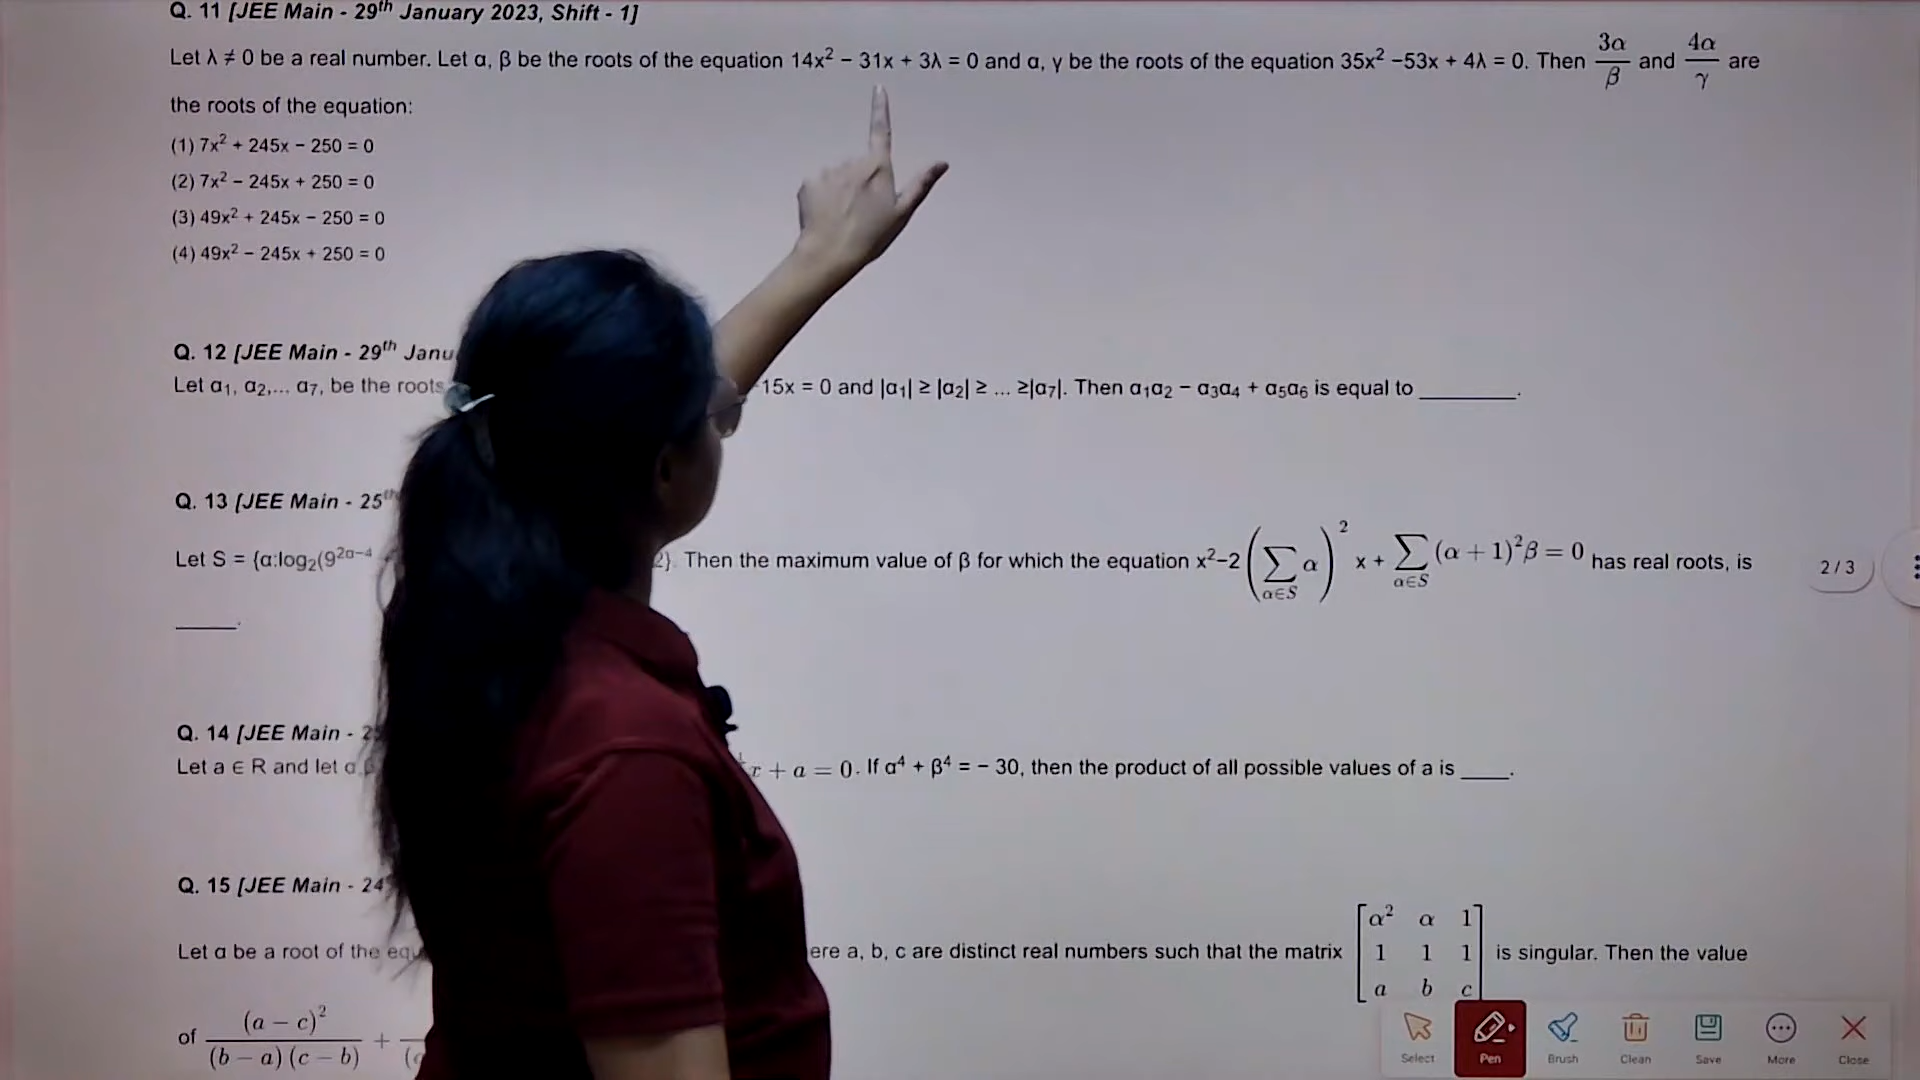 Q. 11 [JEE Main - 29th January 2023, Shift - 1]
Let λ ≠ 0 be a real number. Let α, β be the roots of the equation 14x² − 31x + 3λ = 0 and α, γ be the roots of the equation 35x² −53x + 4λ = 0. Then 3α/β and 4α/γ are
the roots of the equation:
(1) 7x² + 245x − 250 = 0
(2) 7x² − 245x + 250 = 0
(3) 49x² + 245x − 250 = 0
(4) 49x² − 245x + 250 = 0
Q. 12 [JEE Main - 29th
Let α₁, α₂,... α₇, be the roots 15x = 0 and |α₁| ≥ |α₂| ≥ ... ≥|α₇|. Then α₁α₂ − α₃α₄ + α₅α₆ is equal to ________.
Q. 13 [JEE Main - 25th
Let S = {α:log₂(9^(2α−4) 2}. Then the maximum value of β for which the equation x²−2(∑_{α∈S} α)² x + ∑_{α∈S} (α + 1)²β = 0 has real roots, is
_____.
2 / 3
Q. 14 [JEE Main -
Let a ∈ R and let α, x + a = 0. If α⁴ + β⁴ = − 30, then the product of all possible values of a is ____.
Q. 15 [JEE Main - 24
Let α be a root of the a, b, c are distinct real numbers such that the matrix [α² α 1; 1 1 1; a b c] is singular. Then the value
of (a − c)²/((b − a)(c − b)) +
Select Pen Brush Clean Save More Close